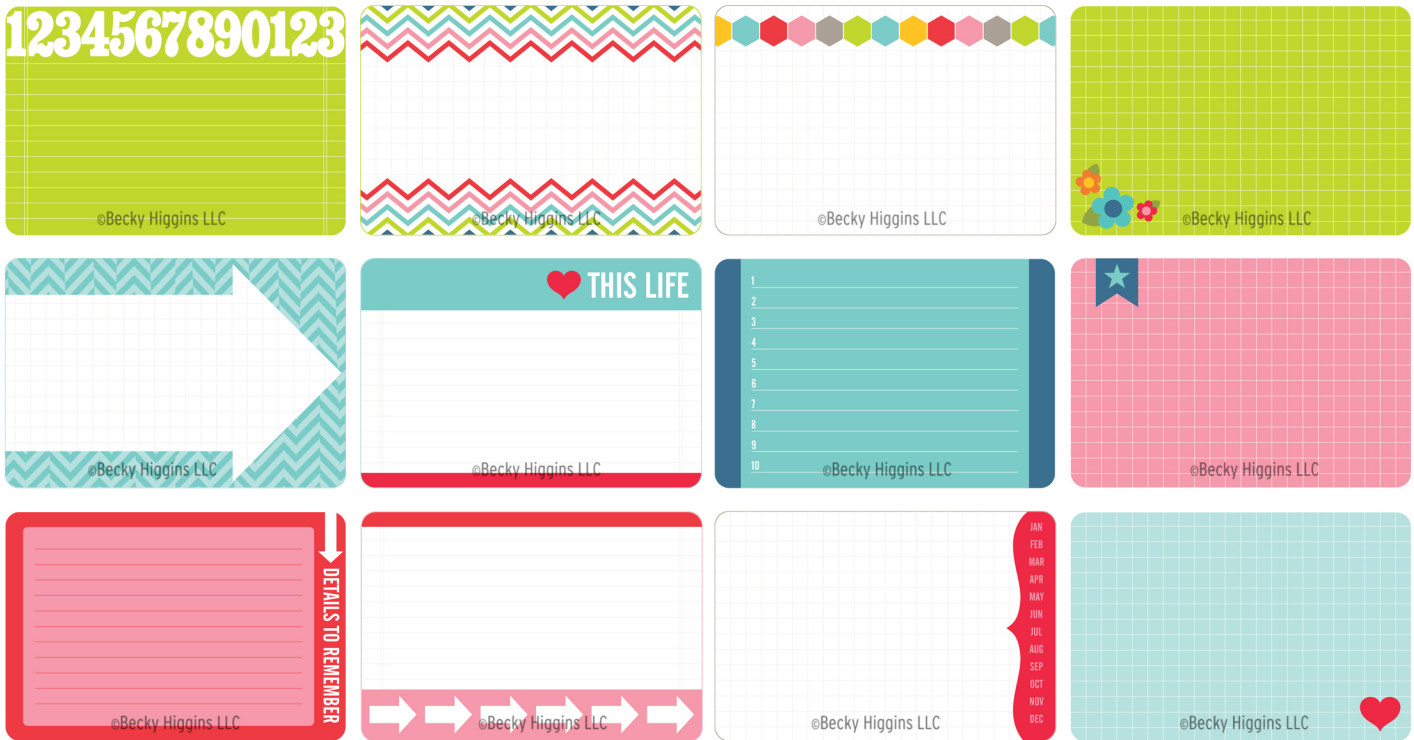 1234567890123
©Becky Higgins LLC
©Becky Higgins LLC
©Becky Higgins LLC
©Becky Higgins LLC
©Becky Higgins LLC
THIS LIFE
©Becky Higgins LLC
1
2
3
4
5
6
7
8
9
10
©Becky Higgins LLC
©Becky Higgins LLC
DETAILS TO REMEMBER
©Becky Higgins LLC
©Becky Higgins LLC
JAN
FEB
MAR
APR
MAY
JUN
JUL
AUG
SEP
OCT
NOV
DEC
©Becky Higgins LLC
©Becky Higgins LLC